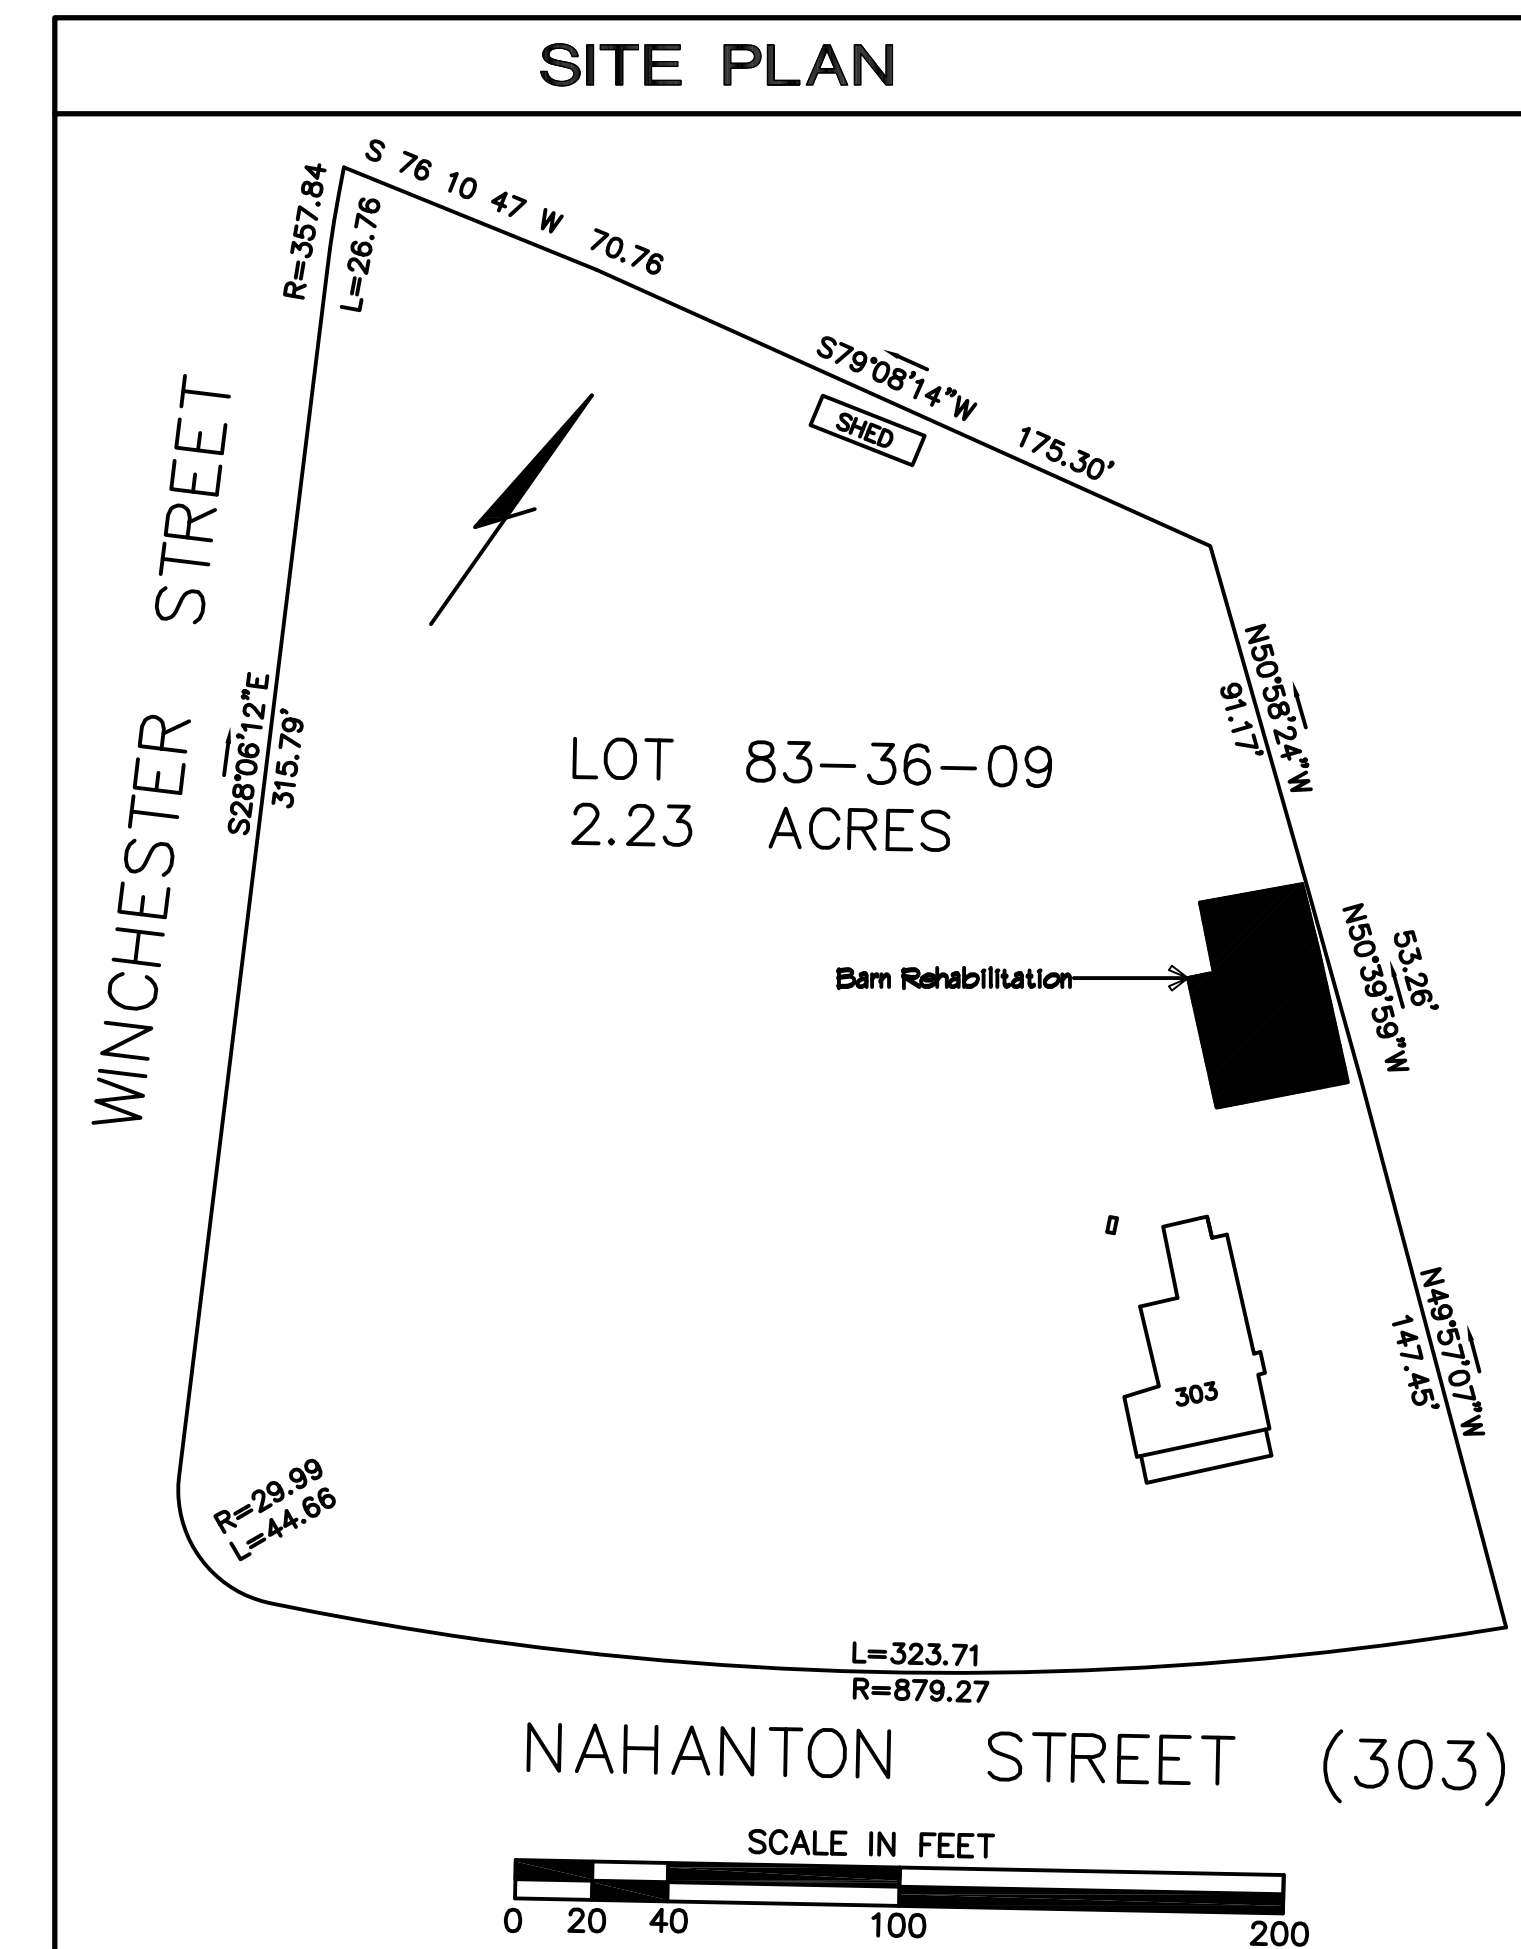 SITE PLAN
S 76 10 47 W 70.76
R=357.84
L=26.76
S79°08'14"W 175.30'
SHED
WINCHESTER STREET
S28°06'12"E
315.79'
N50°58'24"W
91.17'
LOT 83-36-09
2.23 ACRES
Barn Rehabilitation
53.26'
N50°39'59"W
N49°57'07"W
147.45'
303
R=29.99
L=44.66
L=323.71
R=879.27
NAHANTON STREET (303)
SCALE IN FEET
0 20 40 100 200